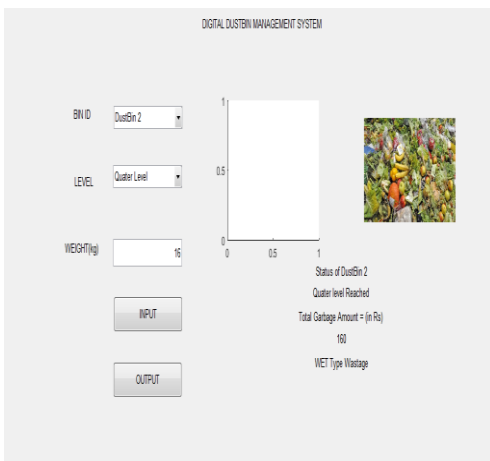 DIGITAL DUSTBIN MANAGEMENT SYSTEM
BIN ID
DustBin 2
LEVEL
Quater Level
WEIGHT(kg)
16
INPUT
OUTPUT
1
0.5
0
0
0.5
1
Status of DustBin 2
Quater level Reached
Total Garbage Amount = (in Rs)
160
WET Type Wastage